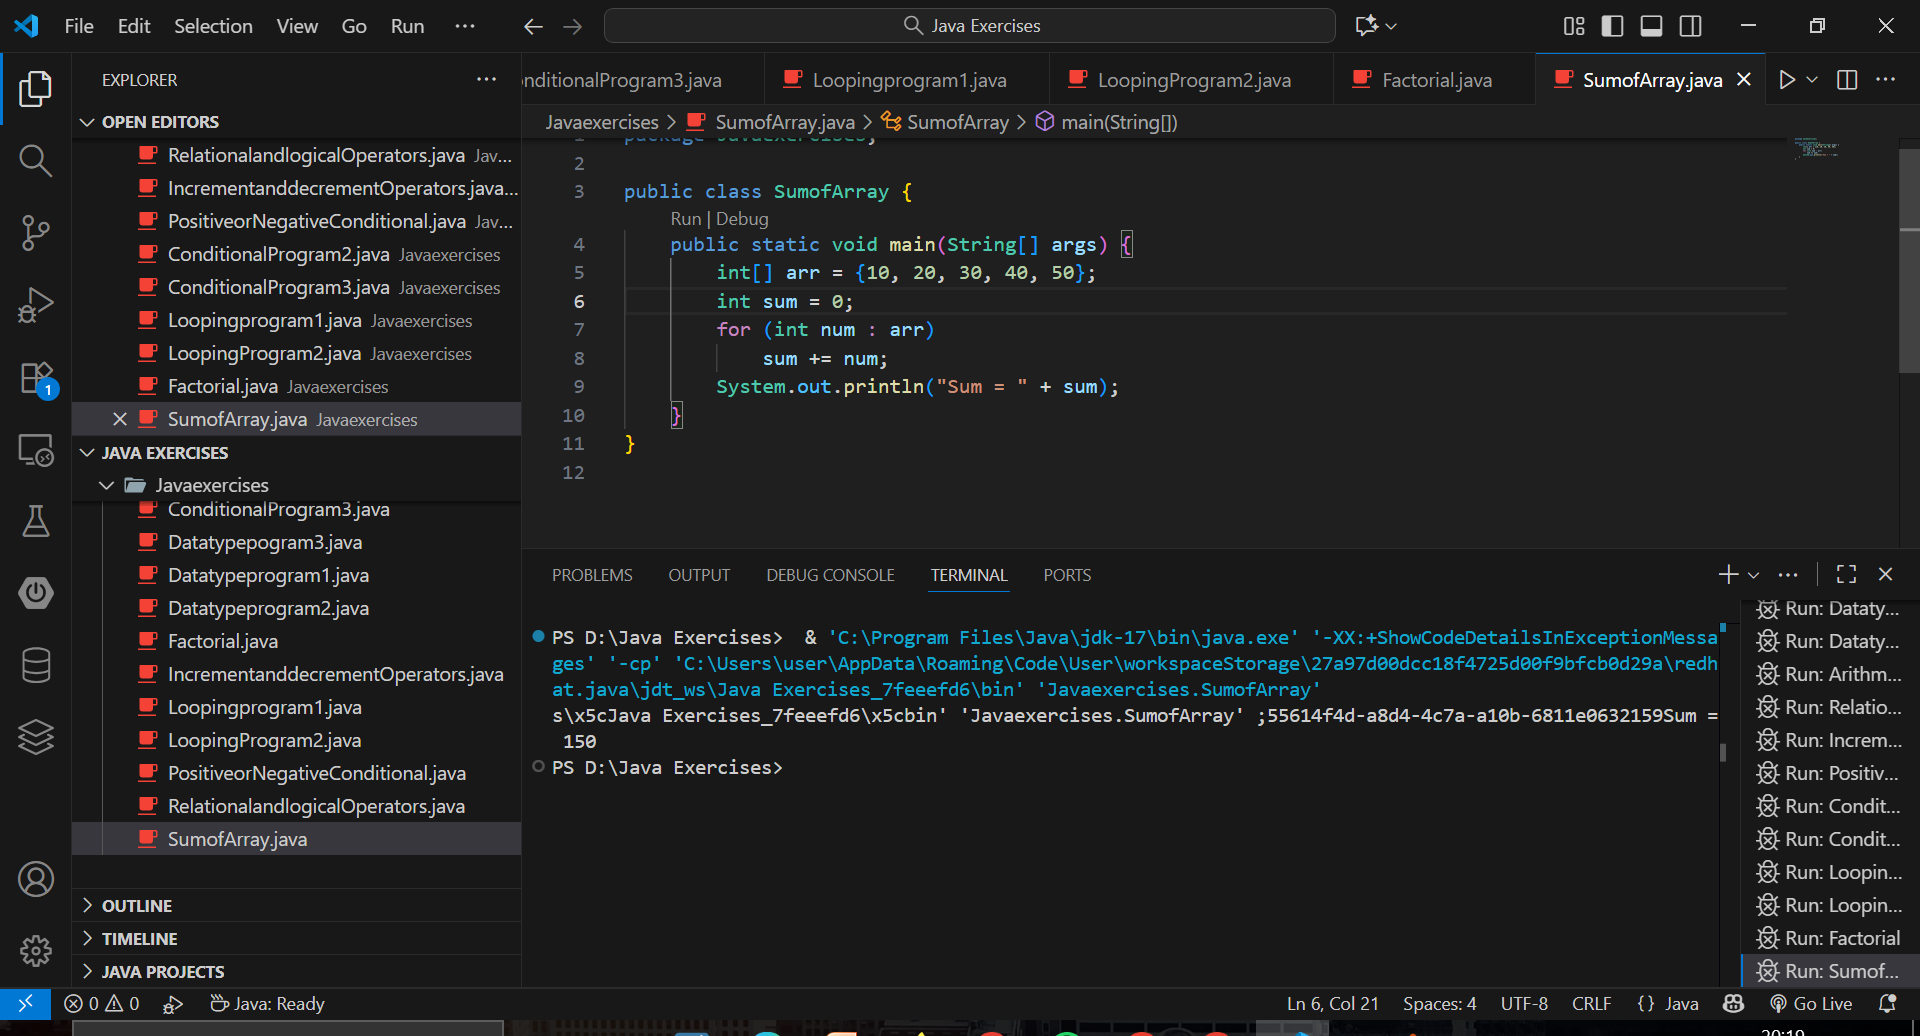 File Edit Selection View Go Run ··· Java Exercises
EXPLORER ···
OPEN EDITORS
RelationalandlogicalOperators.java Jav...
IncrementanddecrementOperators.java...
PositiveorNegativeConditional.java Jav...
ConditionalProgram2.java Javaexercises
ConditionalProgram3.java Javaexercises
Loopingprogram1.java Javaexercises
LoopingProgram2.java Javaexercises
Factorial.java Javaexercises
SumofArray.java Javaexercises
JAVA EXERCISES
Javaexercises
ConditionalProgram3.java
Datatypepogram3.java
Datatypeprogram1.java
Datatypeprogram2.java
Factorial.java
IncrementanddecrementOperators.java
Loopingprogram1.java
LoopingProgram2.java
PositiveorNegativeConditional.java
RelationalandlogicalOperators.java
SumofArray.java
OUTLINE
TIMELINE
JAVA PROJECTS
1
onditionalProgram3.java Loopingprogram1.java LoopingProgram2.java Factorial.java SumofArray.java
Javaexercises > SumofArray.java > SumofArray > main(String[])
1 package Javaexercises;
2
3 public class SumofArray {
Run | Debug
4 public static void main(String[] args) {
5 int[] arr = {10, 20, 30, 40, 50};
6 int sum = 0;
7 for (int num : arr)
8 sum += num;
9 System.out.println("Sum = " + sum);
10 }
11 }
12
PROBLEMS OUTPUT DEBUG CONSOLE TERMINAL PORTS
PS D:\Java Exercises> & 'C:\Program Files\Java\jdk-17\bin\java.exe' '-XX:+ShowCodeDetailsInExceptionMessa
ges' '-cp' 'C:\Users\user\AppData\Roaming\Code\User\workspaceStorage\27a97d00dcc18f4725d00f9bfcb0d29a\redh
at.java\jdt_ws\Java Exercises_7feeefd6\bin' 'Javaexercises.SumofArray'
s\x5cJava Exercises_7feeefd6\x5cbin' 'Javaexercises.SumofArray' ;55614f4d-a8d4-4c7a-a10b-6811e0632159Sum =
150
PS D:\Java Exercises>
Run: Dataty...
Run: Dataty...
Run: Arithm...
Run: Relatio...
Run: Increm...
Run: Positiv...
Run: Condit...
Run: Condit...
Run: Loopin...
Run: Loopin...
Run: Factorial
Run: Sumof...
0 0 Java: Ready Ln 6, Col 21 Spaces: 4 UTF-8 CRLF {} Java Go Live